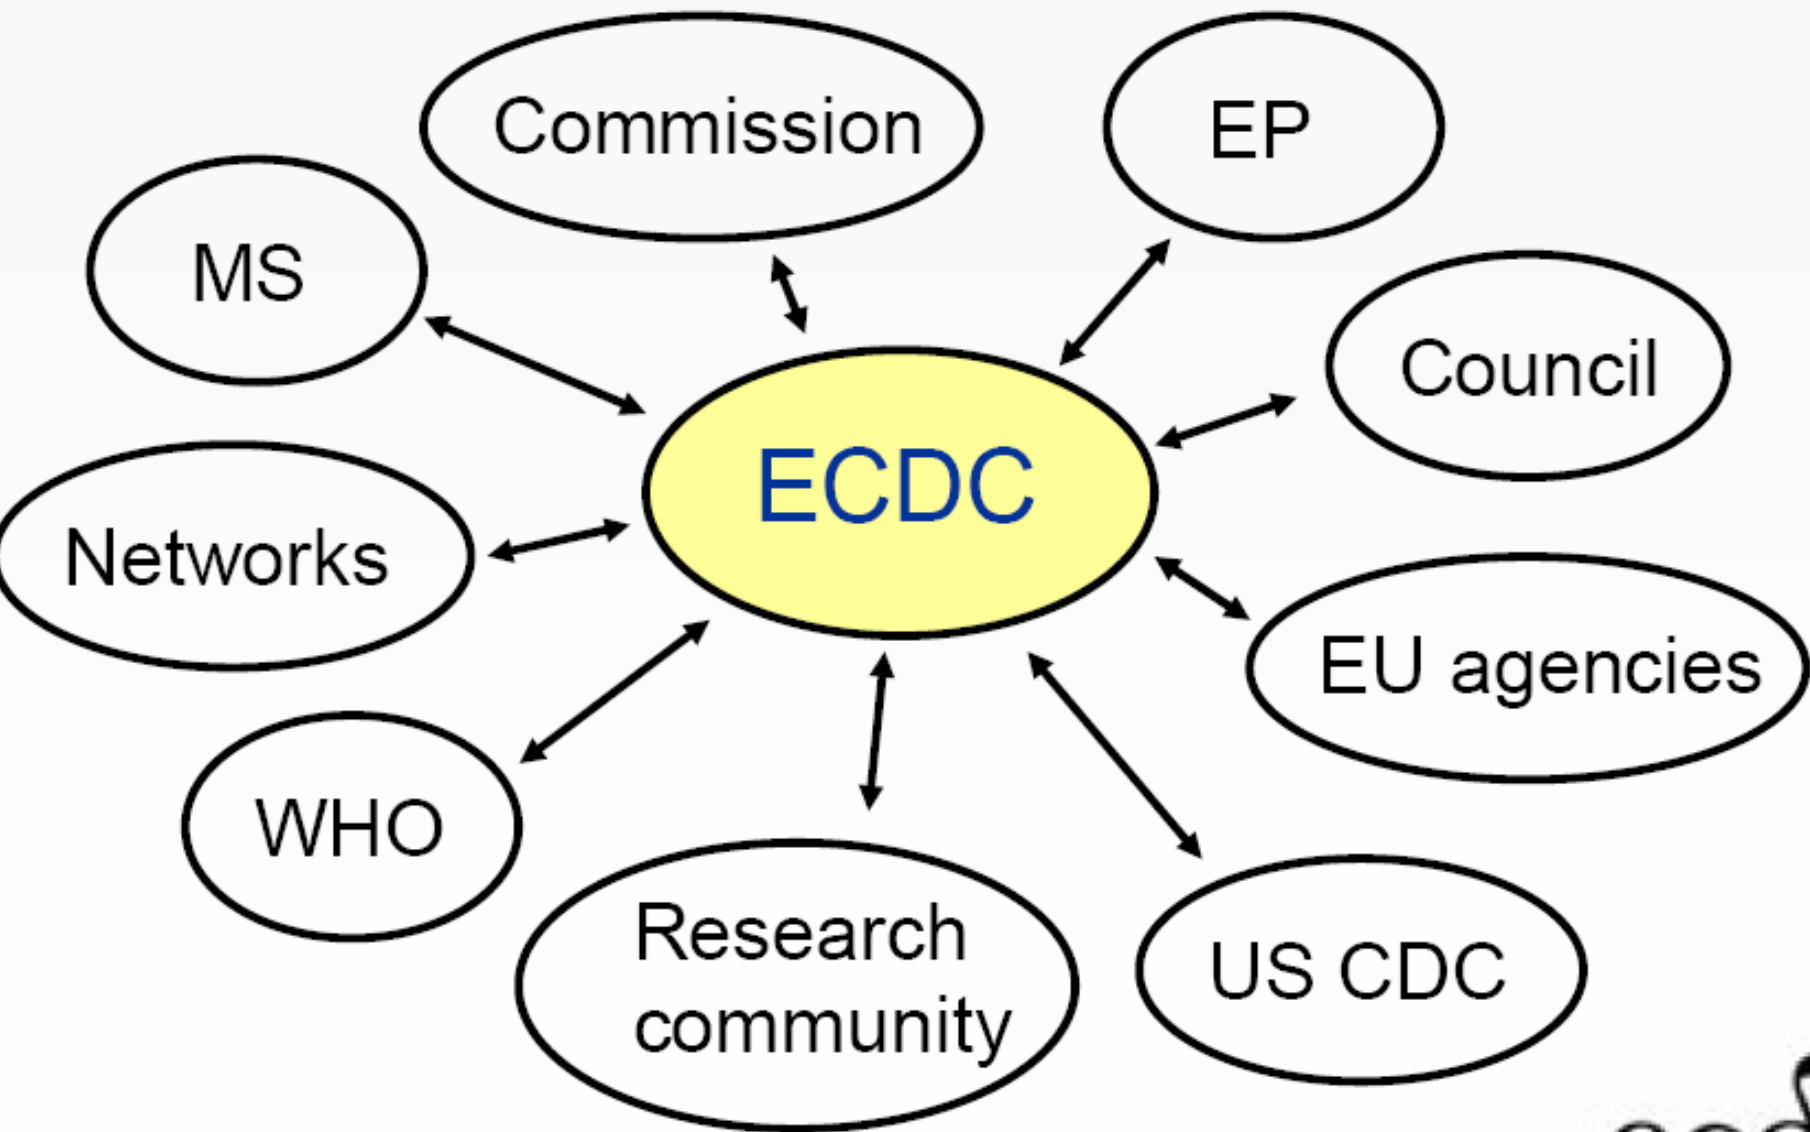 Commission
EP
MS
Council
ECDC
Networks
EU agencies
WHO
Research
community
US CDC